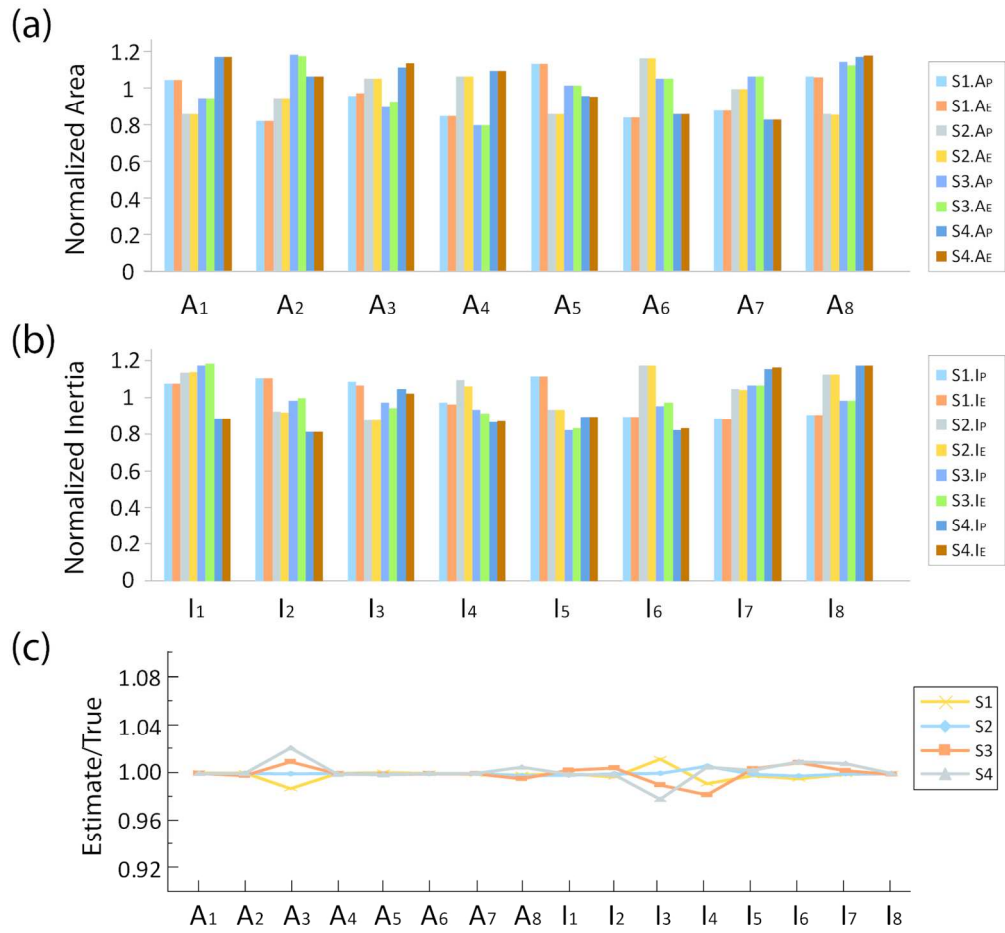 (a)
Normalized Area
1.2
1
0.8
0.6
0.4
0.2
0
A1 A2 A3 A4 A5 A6 A7 A8
S1.AP
S1.AE
S2.AP
S2.AE
S3.AP
S3.AE
S4.AP
S4.AE
(b)
Normalized Inertia
1.2
1
0.8
0.6
0.4
0.2
0
I1 I2 I3 I4 I5 I6 I7 I8
S1.IP
S1.IE
S2.IP
S2.IE
S3.IP
S3.IE
S4.IP
S4.IE
(c)
Estimate/True
1.08
1.04
1.00
0.96
0.92
A1 A2 A3 A4 A5 A6 A7 A8 I1 I2 I3 I4 I5 I6 I7 I8
S1
S2
S3
S4